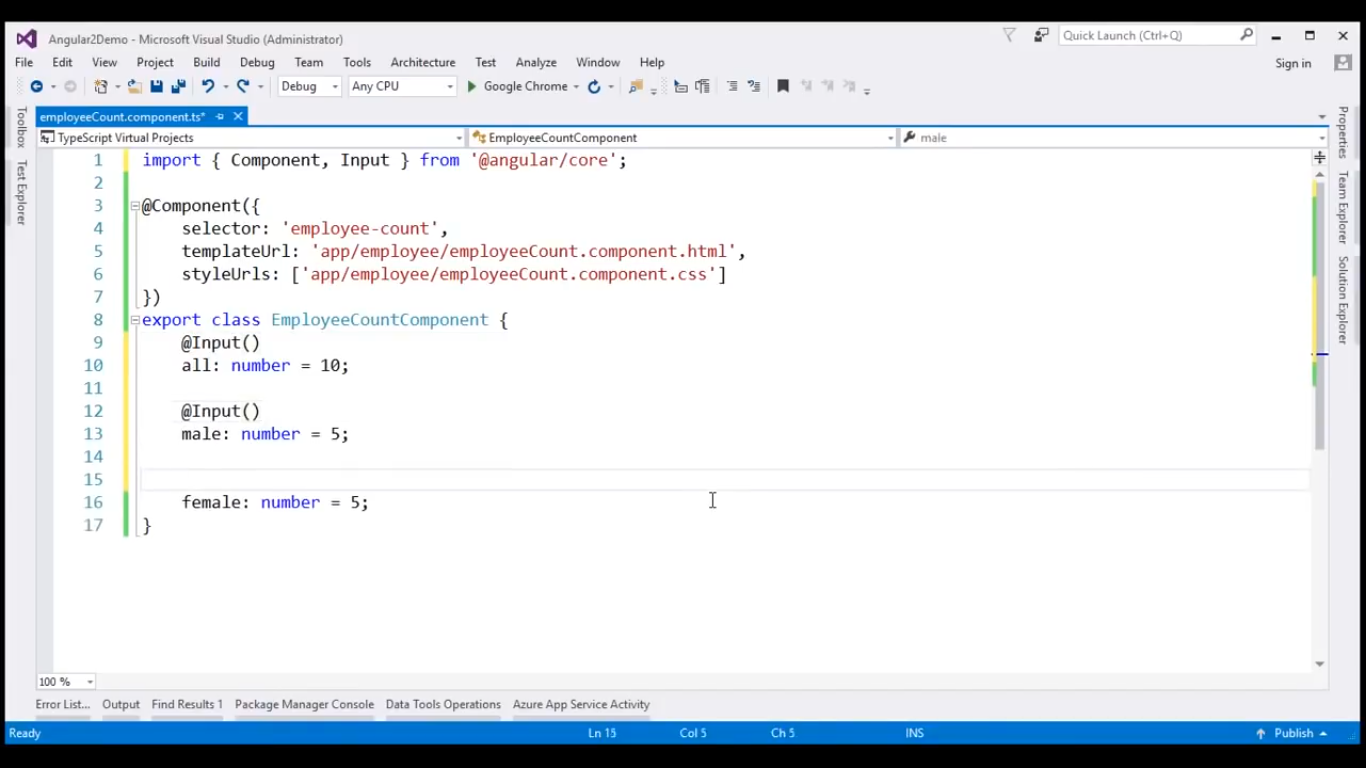 Angular2Demo - Microsoft Visual Studio (Administrator)
Quick Launch (Ctrl+Q)
File Edit View Project Build Debug Team Tools Architecture Test Analyze Window Help
Sign in
Debug Any CPU Google Chrome
Toolbox
Test Explorer
Properties
Team Explorer
Solution Explorer
employeeCount.component.ts*
TypeScript Virtual Projects EmployeeCountComponent male
1 import { Component, Input } from '@angular/core';
2
3 @Component({
4 selector: 'employee-count',
5 templateUrl: 'app/employee/employeeCount.component.html',
6 styleUrls: ['app/employee/employeeCount.component.css']
7 })
8 export class EmployeeCountComponent {
9 @Input()
10 all: number = 10;
11
12 @Input()
13 male: number = 5;
14
15
16 female: number = 5;
17 }
100 %
Error List... Output Find Results 1 Package Manager Console Data Tools Operations Azure App Service Activity
Ready Ln 15 Col 5 Ch 5 INS Publish